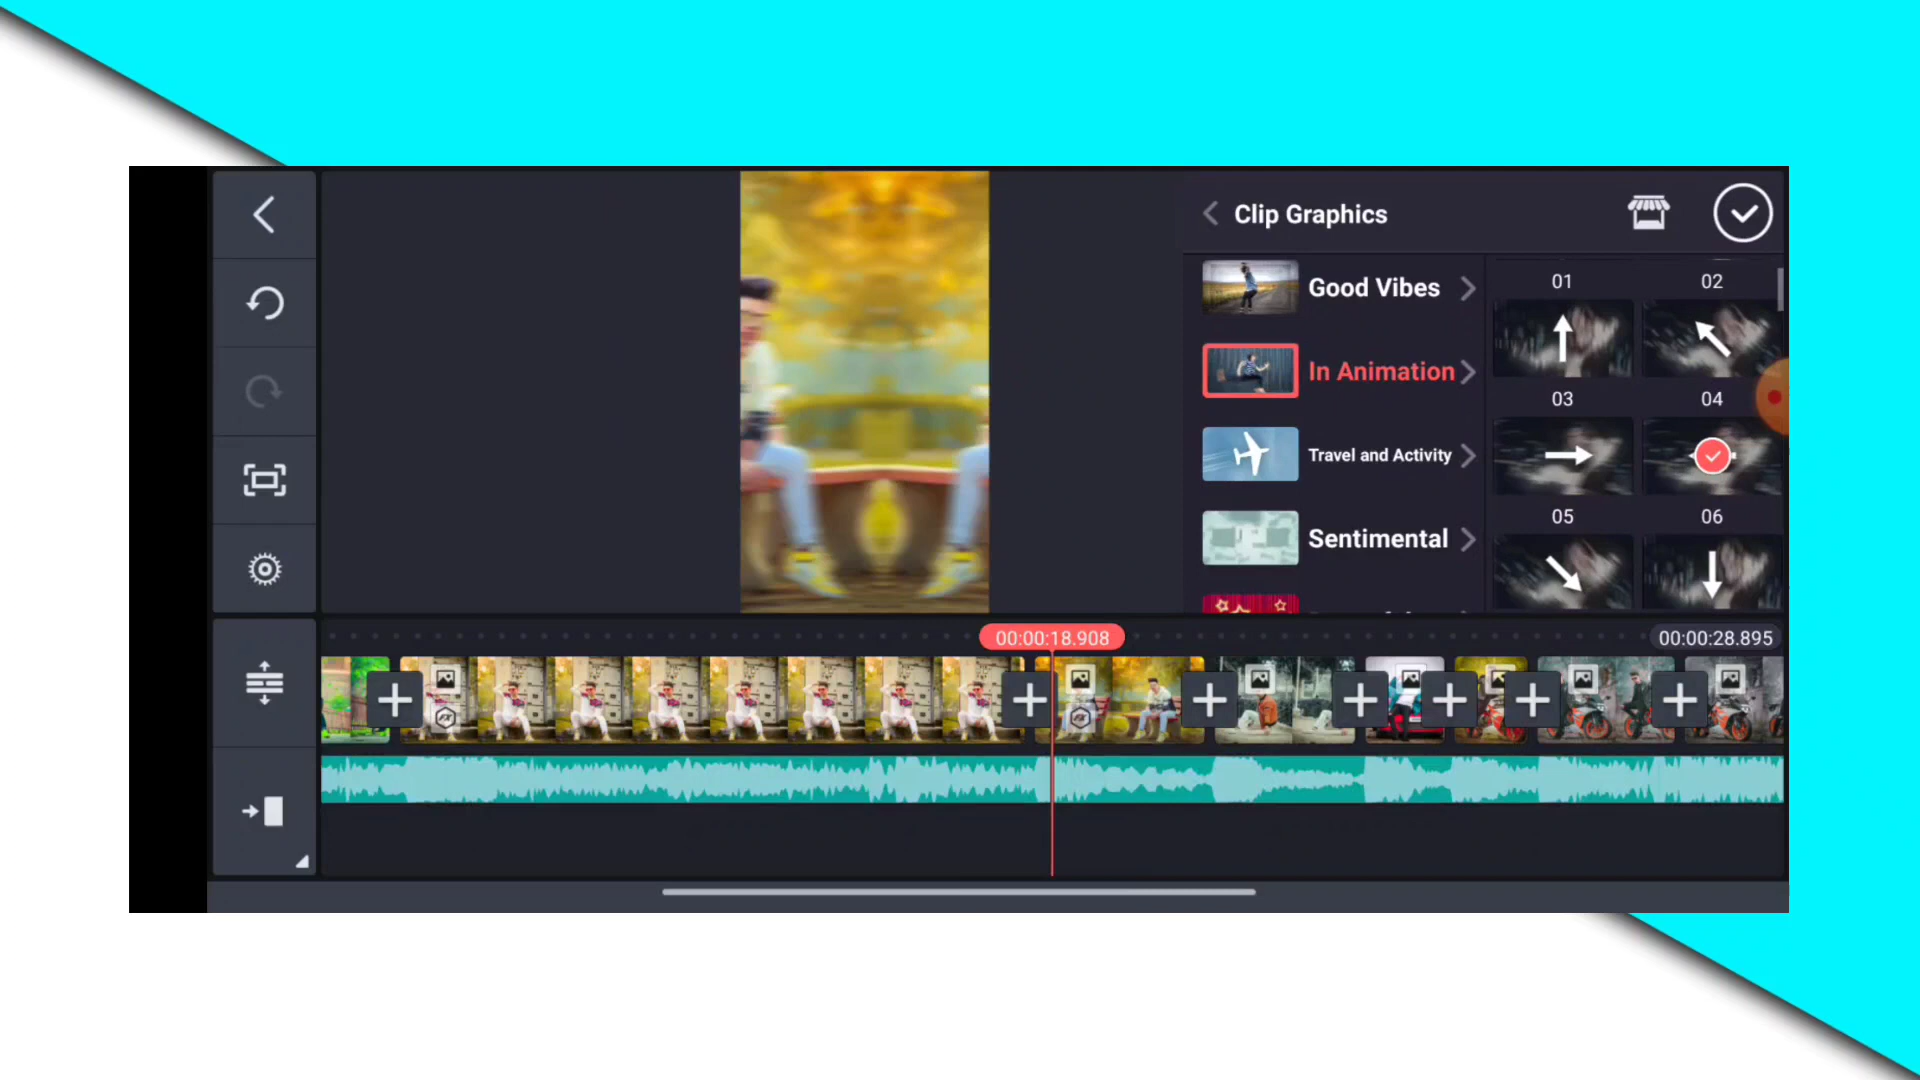 Clip Graphics
Good Vibes
In Animation
Travel and Activity
Sentimental
01
02
03
04
05
06
00:00:18.908
00:00:28.895